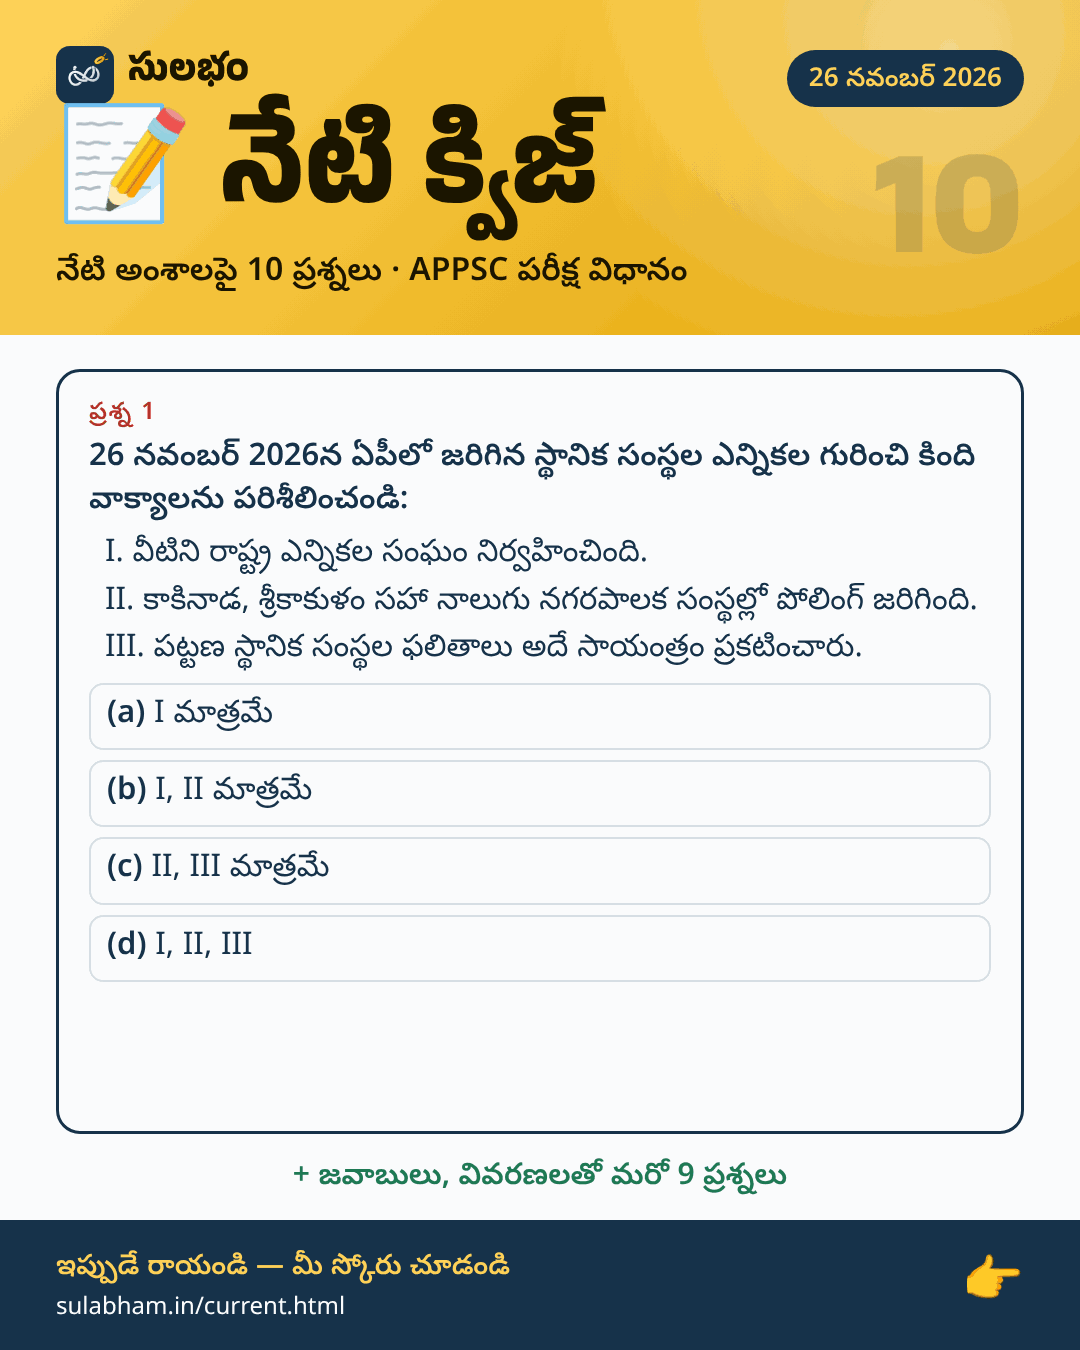 సులభం
26 నవంబర్ 2026
నేటి క్విజ్
10
నేటి అంశాలపై 10 ప్రశ్నలు · APPSC పరీక్ష విధానం
ప్రశ్న 1
26 నవంబర్ 2026న ఏపీలో జరిగిన స్థానిక సంస్థల ఎన్నికల గురించి కింది
వాక్యాలను పరిశీలించండి:
I. వీటిని రాష్ట్ర ఎన్నికల సంఘం నిర్వహించింది.
II. కాకినాడ, శ్రీకాకుళం సహా నాలుగు నగరపాలక సంస్థల్లో పోలింగ్ జరిగింది.
III. పట్టణ స్థానిక సంస్థల ఫలితాలు అదే సాయంత్రం ప్రకటించారు.
(a) I మాత్రమే
(b) I, II మాత్రమే
(c) II, III మాత్రమే
(d) I, II, III
+ జవాబులు, వివరణలతో మరో 9 ప్రశ్నలు
ఇప్పుడే రాయండి — మీ స్కోరు చూడండి
sulabham.in/current.html